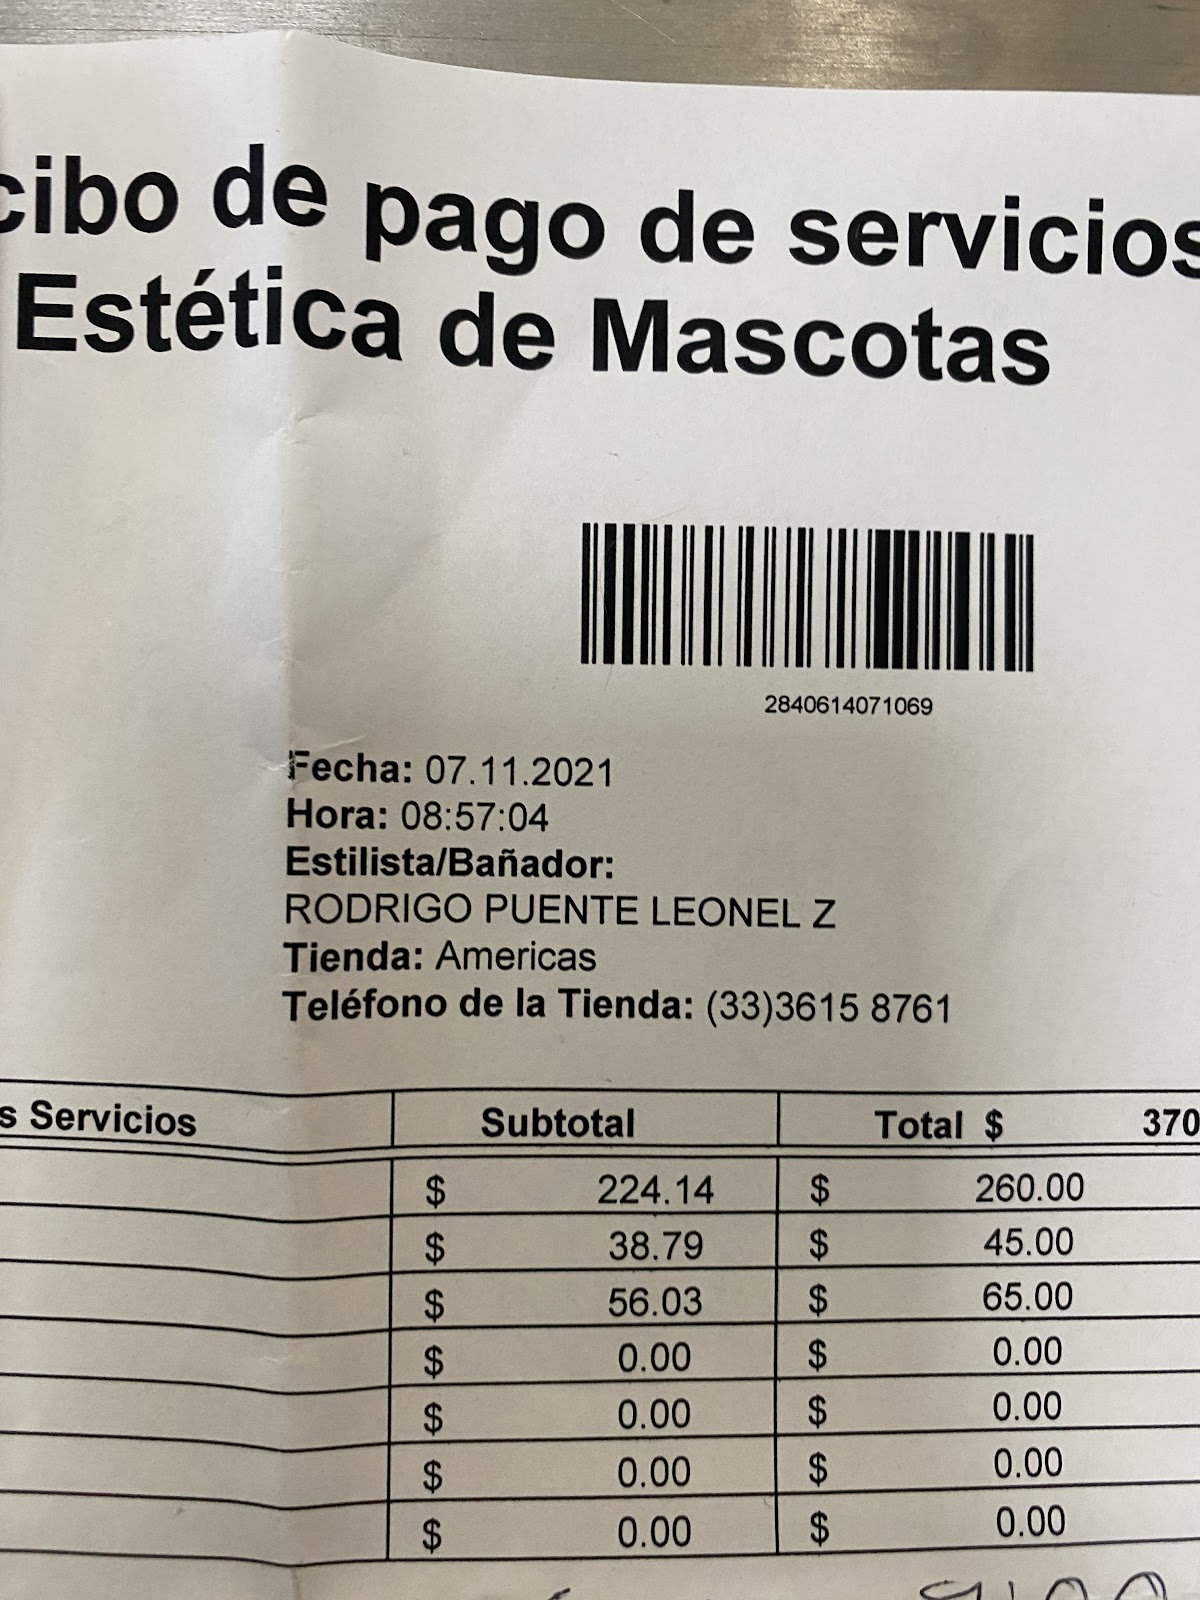 cibo de pago de servicios
Estética de Mascotas
2840614071069
Fecha: 07.11.2021
Hora: 08:57:04
Estilista/Bañador:
RODRIGO PUENTE LEONEL Z
Tienda: Americas
Teléfono de la Tienda: (33)3615 8761
s Servicios Subtotal Total $ 370
$ 224.14 $ 260.00
$ 38.79 $ 45.00
$ 56.03 $ 65.00
$ 0.00 $ 0.00
$ 0.00 $ 0.00
$ 0.00 $ 0.00
$ 0.00 $ 0.00